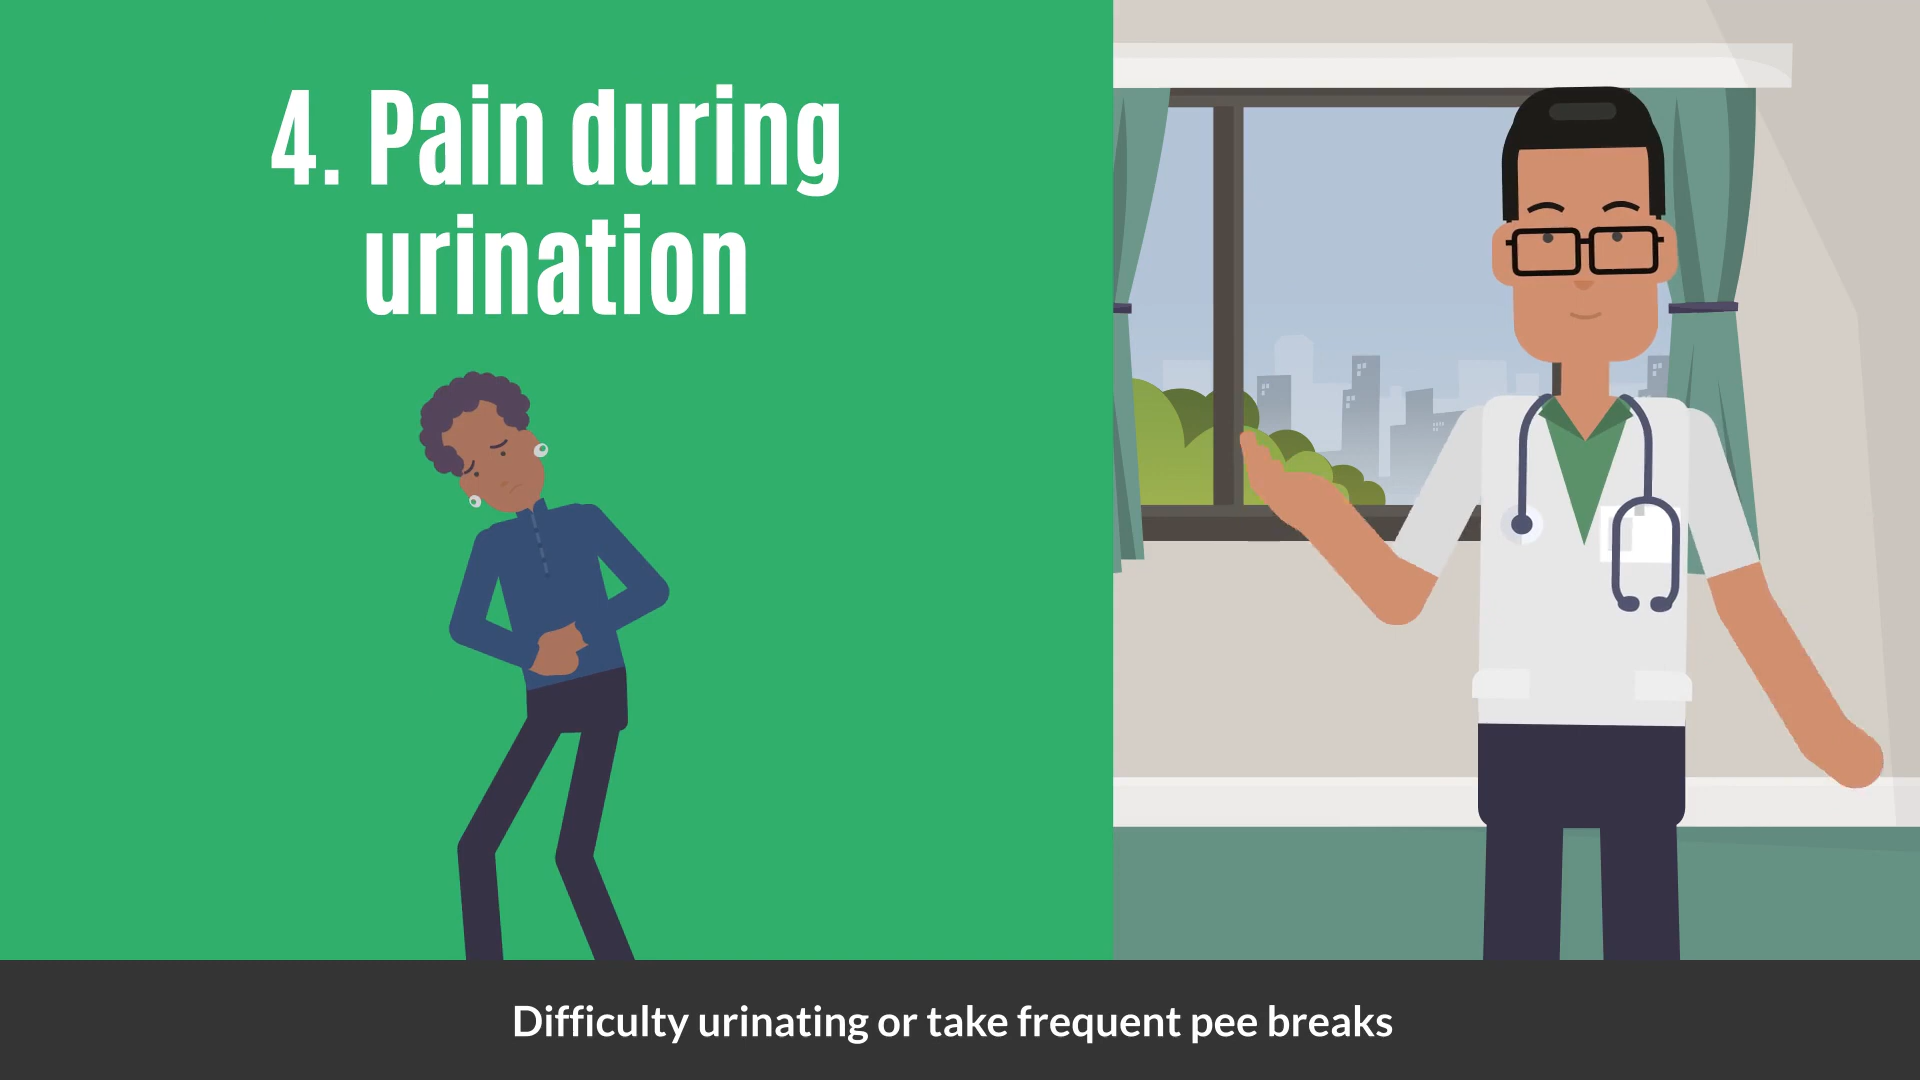 4. Pain during
urination
Difficulty urinating or take frequent pee breaks